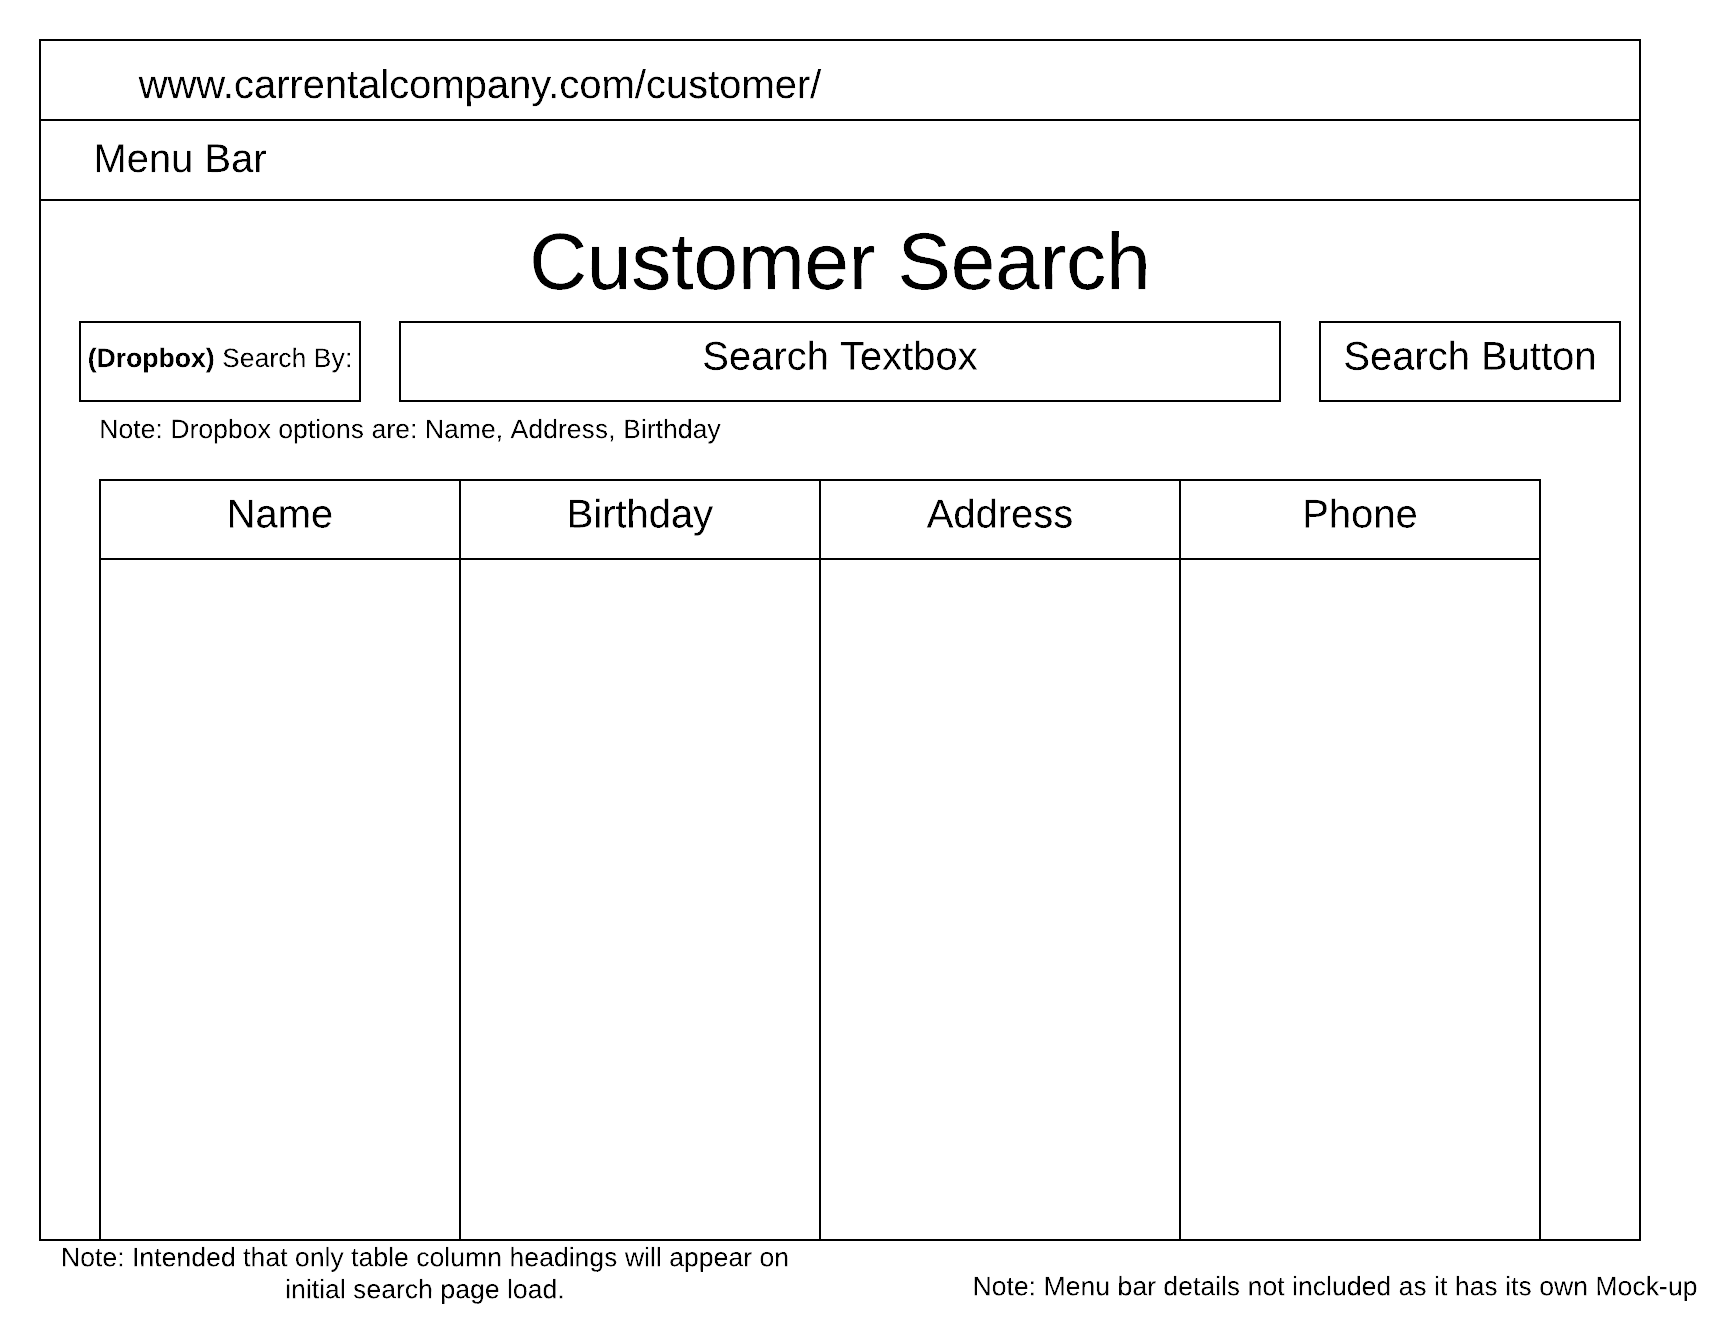 www.carrentalcompany.com/customer/
Menu Bar
Customer Search
(Dropbox) Search By:
Search Textbox
Search Button
Note: Dropbox options are: Name, Address, Birthday
Name
Birthday
Address
Phone
Note: Intended that only table column headings will appear on
initial search page load.
Note: Menu bar details not included as it has its own Mock-up